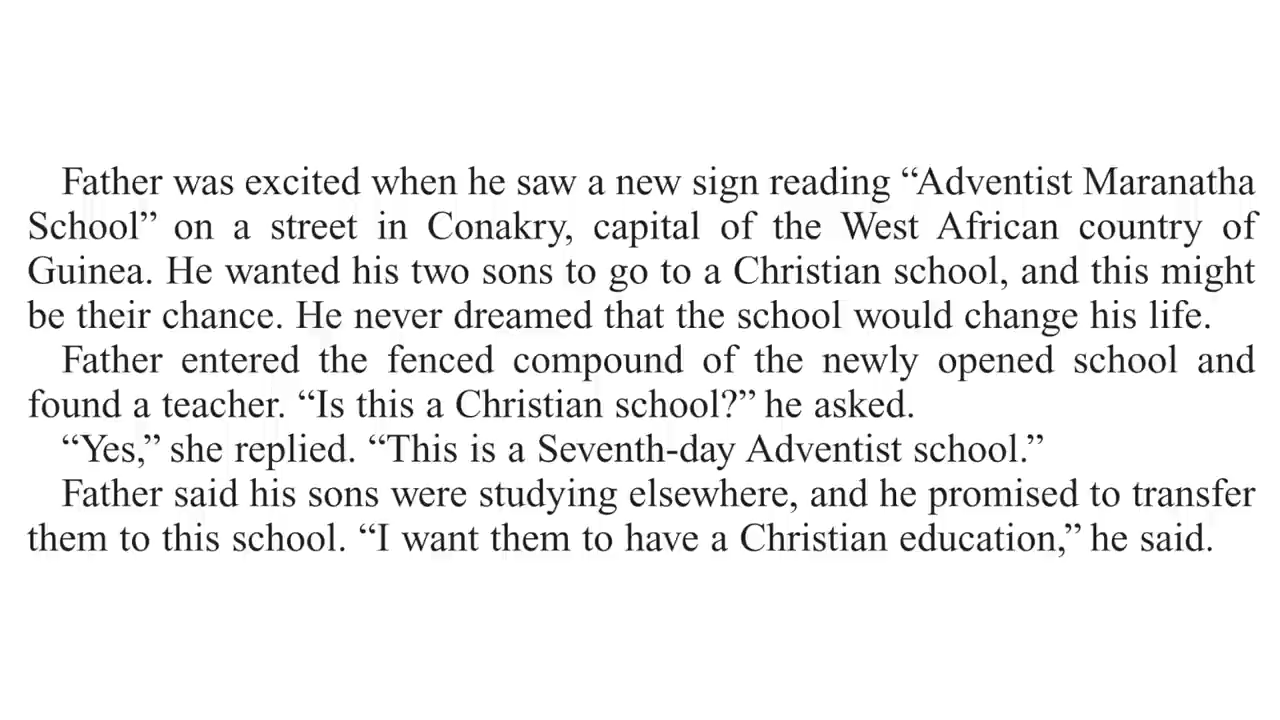 Father was excited when he saw a new sign reading “Adventist Maranatha
School” on a street in Conakry, capital of the West African country of
Guinea. He wanted his two sons to go to a Christian school, and this might
be their chance. He never dreamed that the school would change his life.
Father entered the fenced compound of the newly opened school and
found a teacher. “Is this a Christian school?” he asked.
“Yes,” she replied. “This is a Seventh-day Adventist school.”
Father said his sons were studying elsewhere, and he promised to transfer
them to this school. “I want them to have a Christian education,” he said.